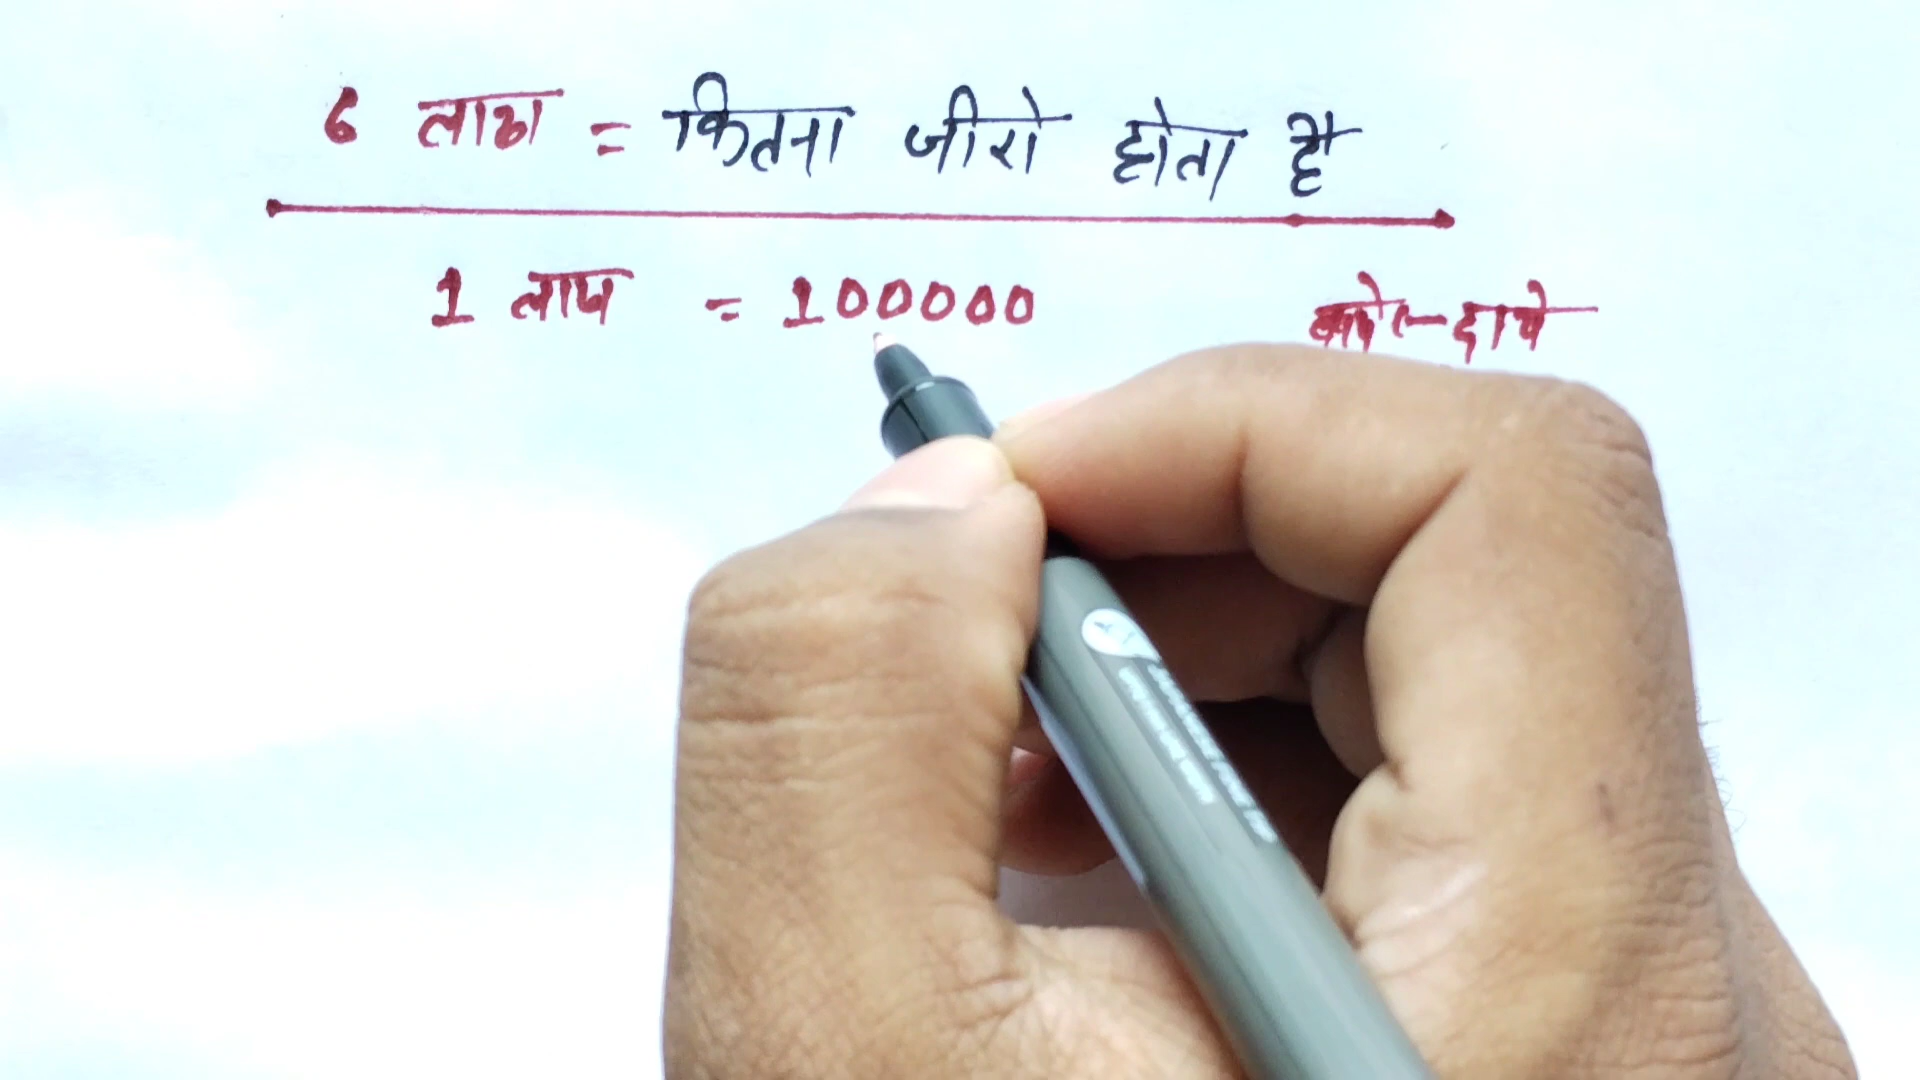 6 लाख = कितना जीरो होता है
1 लाख = 100000